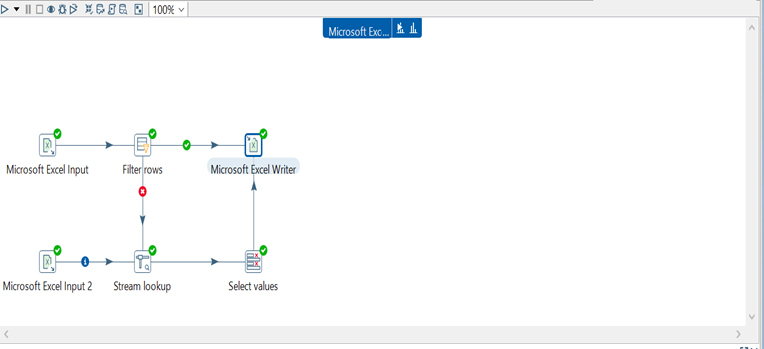 100%
Microsoft Exc...
Microsoft Excel Input
Filter rows
Microsoft Excel Writer
Microsoft Excel Input 2
Stream lookup
Select values